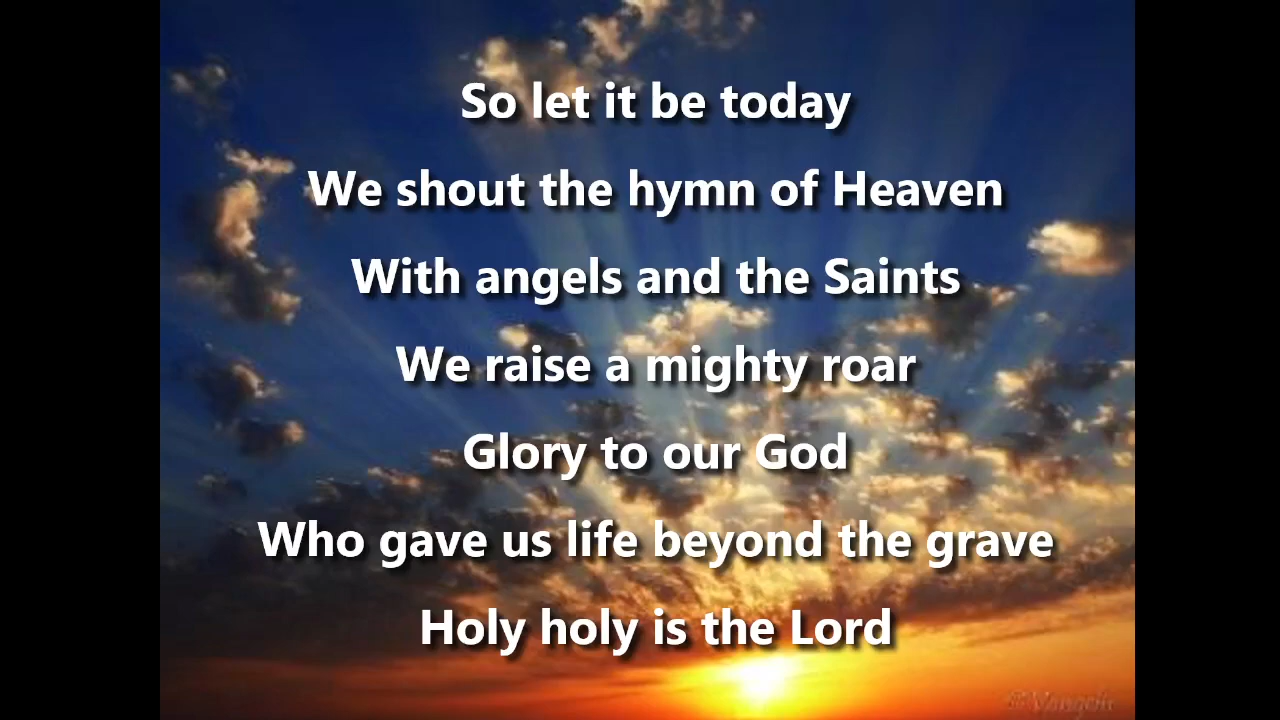 So let it be today
We shout the hymn of Heaven
With angels and the Saints
We raise a mighty roar
Glory to our God
Who gave us life beyond the grave
Holy holy is the Lord